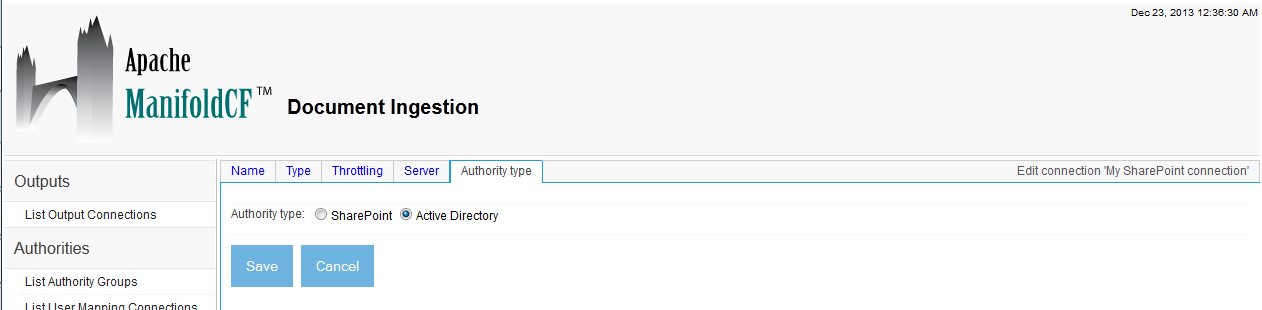 Dec 23, 2013 12:36:30 AM
Apache
ManifoldCF™ Document Ingestion
Outputs
List Output Connections
Authorities
List Authority Groups
List User Mapping Connections
Name Type Throttling Server Authority type Edit connection 'My SharePoint connection'
Authority type: SharePoint Active Directory
Save Cancel